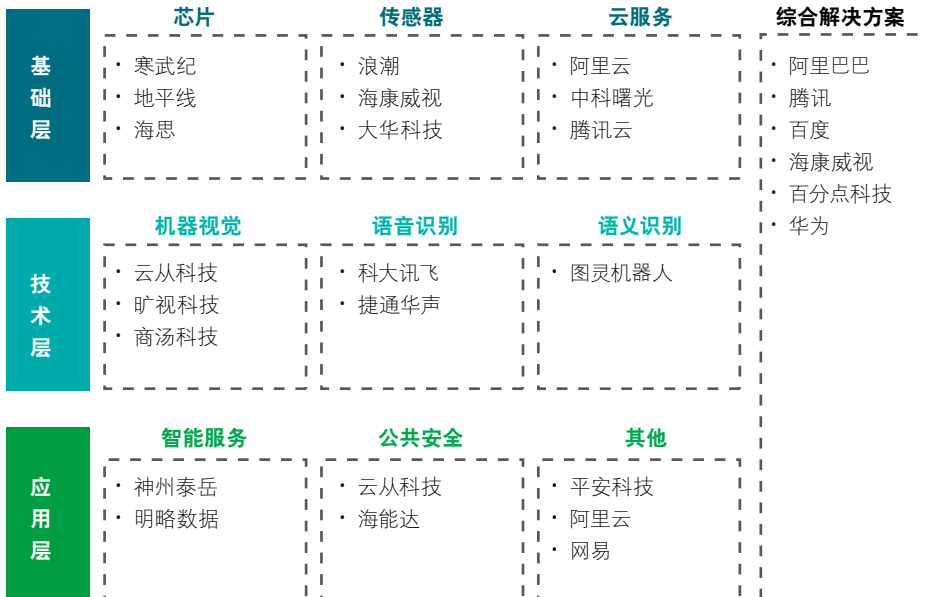 芯片
传感器
云服务
综合解决方案
基础层
· 寒武纪
· 地平线
· 海思
· 浪潮
· 海康威视
· 大华科技
· 阿里云
· 中科曙光
· 腾讯云
· 阿里巴巴
· 腾讯
· 百度
· 海康威视
· 百分点科技
· 华为
机器视觉
语音识别
语义识别
技术层
· 云从科技
· 旷视科技
· 商汤科技
· 科大讯飞
· 捷通华声
· 图灵机器人
智能服务
公共安全
其他
应用层
· 神州泰岳
· 明略数据
· 云从科技
· 海能达
· 平安科技
· 阿里云
· 网易